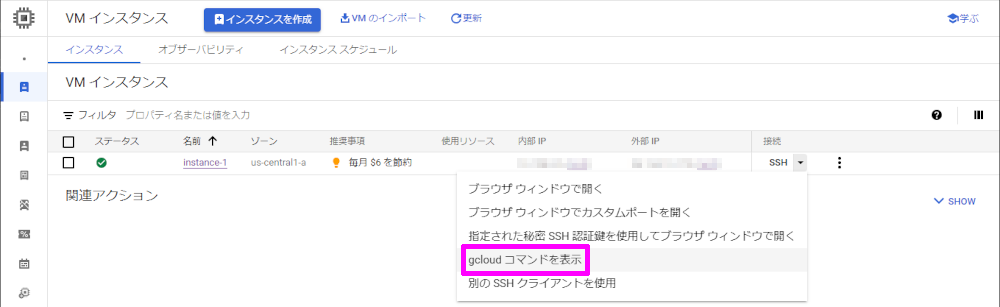 VM インスタンス インスタンスを作成 VM のインポート 更新 学ぶ
インスタンス オブザーバビリティ インスタンス スケジュール
VM インスタンス
フィルタ プロパティ名または値を入力
ステータス 名前 ゾーン 推奨事項 使用リソース 内部 IP 外部 IP 接続
instance-1 us-central1-a 毎月 $6 を節約 SSH
関連アクション SHOW
ブラウザ ウィンドウで開く
ブラウザ ウィンドウでカスタムポートを開く
指定された秘密 SSH 認証鍵を使用してブラウザ ウィンドウで開く
gcloud コマンドを表示
別の SSH クライアントを使用